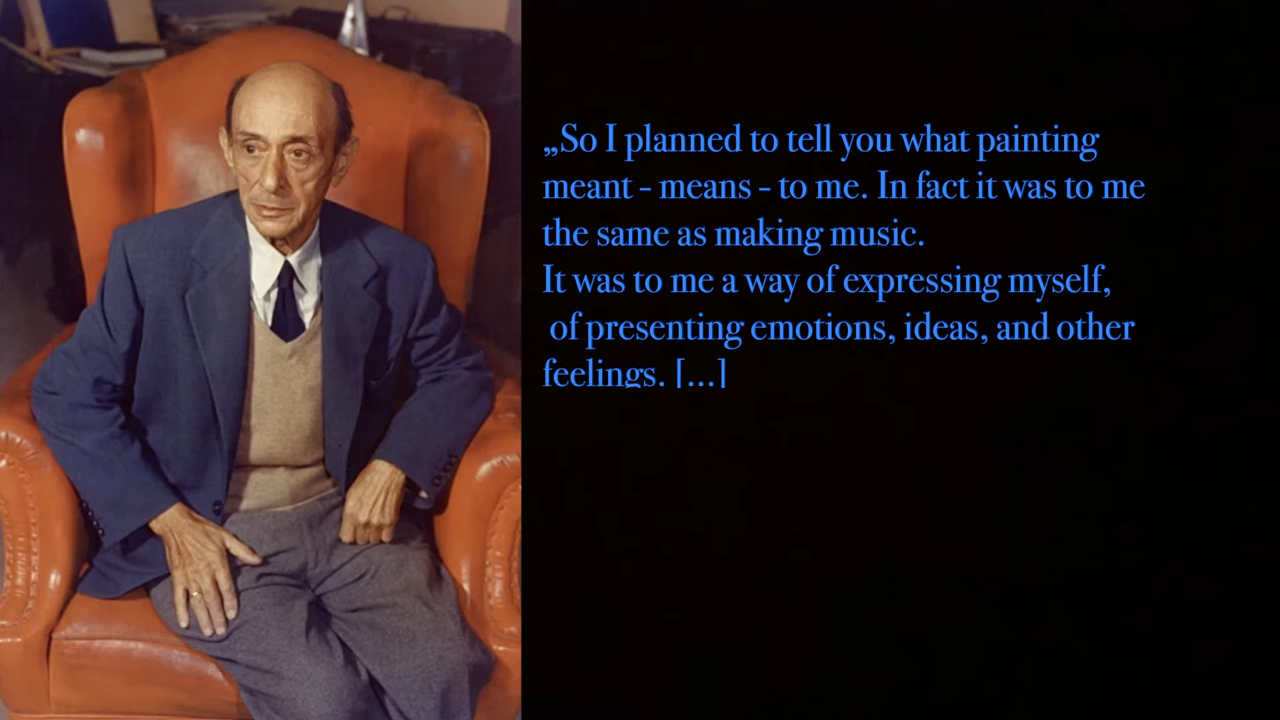 „So I planned to tell you what painting
meant - means - to me. In fact it was to me
the same as making music.
It was to me a way of expressing myself,
of presenting emotions, ideas, and other
feelings. [...]